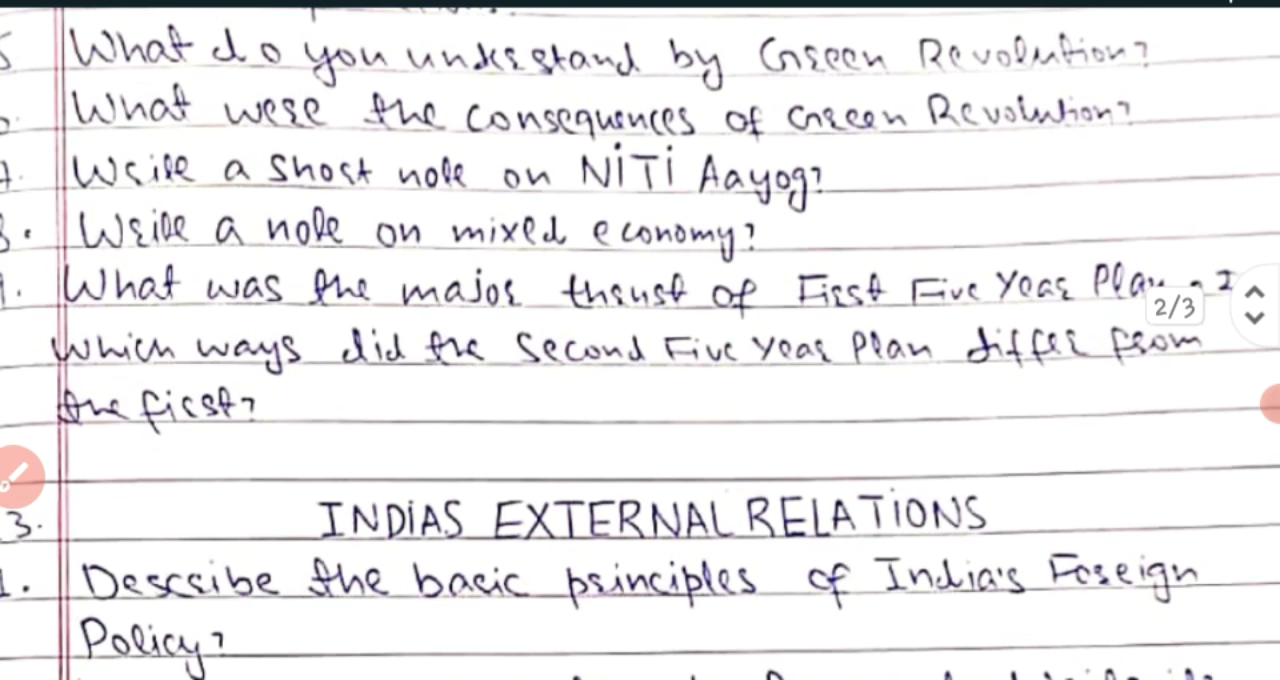 5 What do you understand by Green Revolution?
What were the consequences of Green Revolution?
7. Write a short note on NITI Aayog?
8. Write a note on mixed economy?
9. What was the major thrust of First Five Year Plan ?
2/3
which ways did the Second Five Year Plan differ from
the first?
3. INDIAS EXTERNAL RELATIONS
1. Describe the basic principles of India's Foreign
Policy?